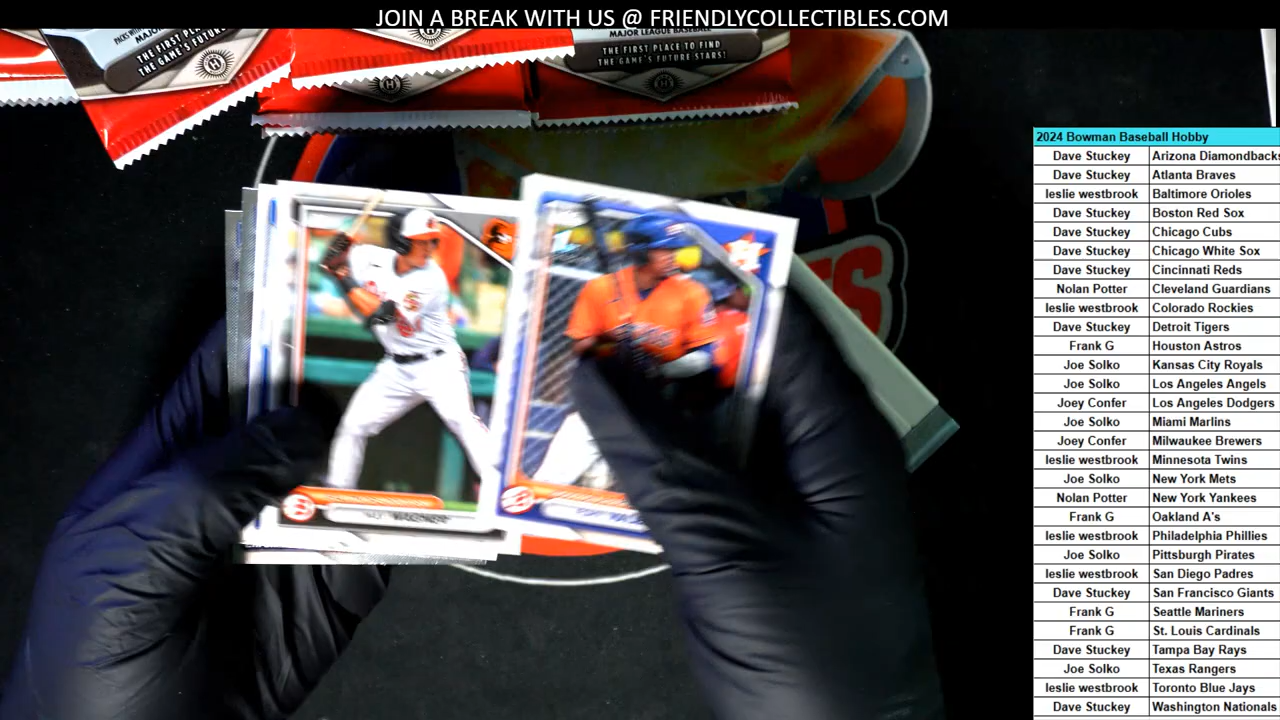 JOIN A BREAK WITH US @ FRIENDLYCOLLECTIBLES.COM
MAJOR LEAGUE BASEBALL
THE FIRST PLACE TO FIND
THE GAME'S FUTURE STARS!
2024 Bowman Baseball Hobby
Dave Stuckey Arizona Diamondbacks
Dave Stuckey Atlanta Braves
leslie westbrook Baltimore Orioles
Dave Stuckey Boston Red Sox
Dave Stuckey Chicago Cubs
Dave Stuckey Chicago White Sox
Dave Stuckey Cincinnati Reds
Nolan Potter Cleveland Guardians
leslie westbrook Colorado Rockies
Dave Stuckey Detroit Tigers
Frank G Houston Astros
Joe Solko Kansas City Royals
Joe Solko Los Angeles Angels
Joey Confer Los Angeles Dodgers
Joe Solko Miami Marlins
Joey Confer Milwaukee Brewers
leslie westbrook Minnesota Twins
Joe Solko New York Mets
Nolan Potter New York Yankees
Frank G Oakland A's
leslie westbrook Philadelphia Phillies
Joe Solko Pittsburgh Pirates
leslie westbrook San Diego Padres
Dave Stuckey San Francisco Giants
Frank G Seattle Mariners
Frank G St. Louis Cardinals
Dave Stuckey Tampa Bay Rays
Joe Solko Texas Rangers
leslie westbrook Toronto Blue Jays
Dave Stuckey Washington Nationals